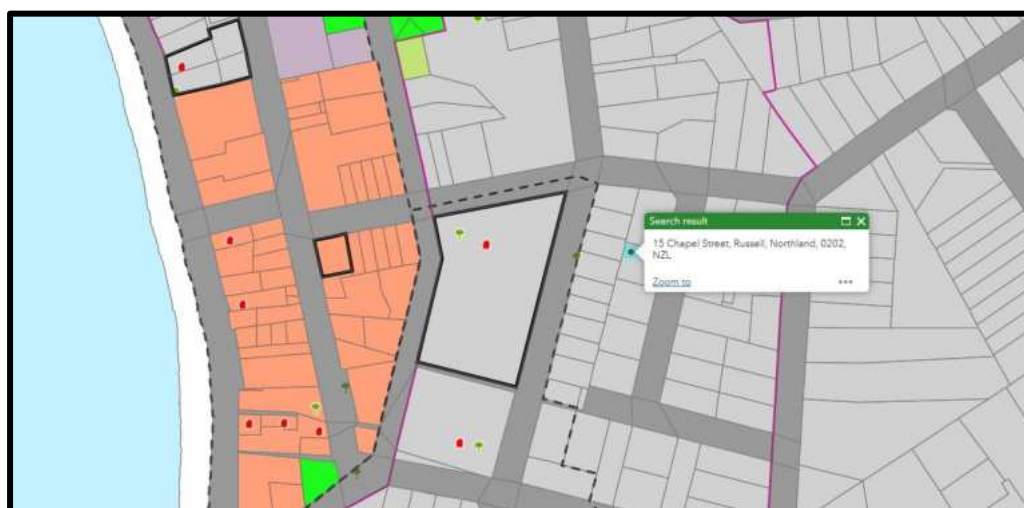 Search result
15 Chapel Street, Russell, Northland, 0202,
NZL
Zoom to